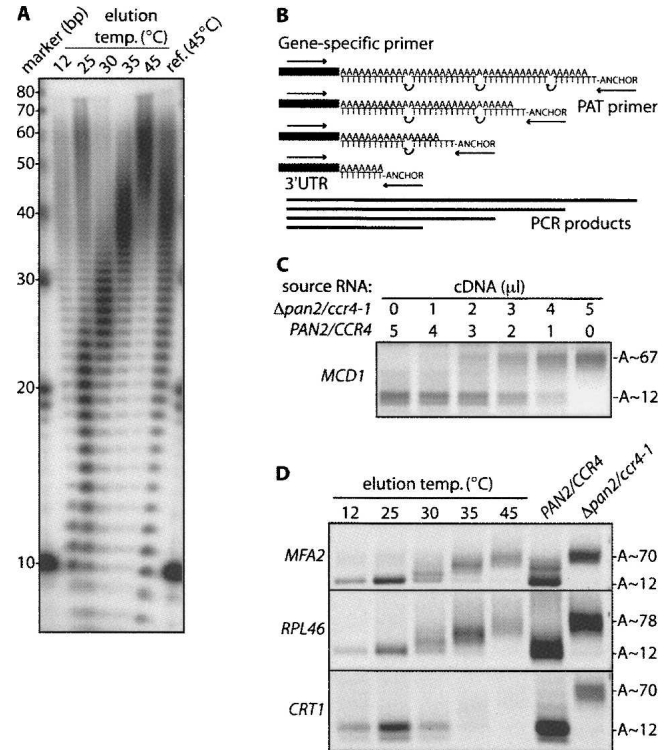 A
marker (bp)
elution
temp. (°C)
12
25
30
35
45
ref. (45°C)
80
70
60
50
40
30
20
10
B
Gene-specific primer
AAAAAAAAAAAAAAAAAAAAAAAAAAAAAAAAAAAAAAA
-ANCHOR
PAT primer
-ANCHOR
-ANCHOR
AAAAAAA
TTTTTTT-ANCHOR
3'UTR
PCR products
C
source RNA: cDNA (μl)
Δpan2/ccr4-1 0 1 2 3 4 5
PAN2/CCR4 5 4 3 2 1 0
MCD1
-A~67
-A~12
D
elution temp. (°C)
12 25 30 35 45
PAN2/CCR4
Δpan2/ccr4-1
MFA2
-A~70
-A~12
RPL46
-A~78
-A~12
CRT1
-A~70
-A~12